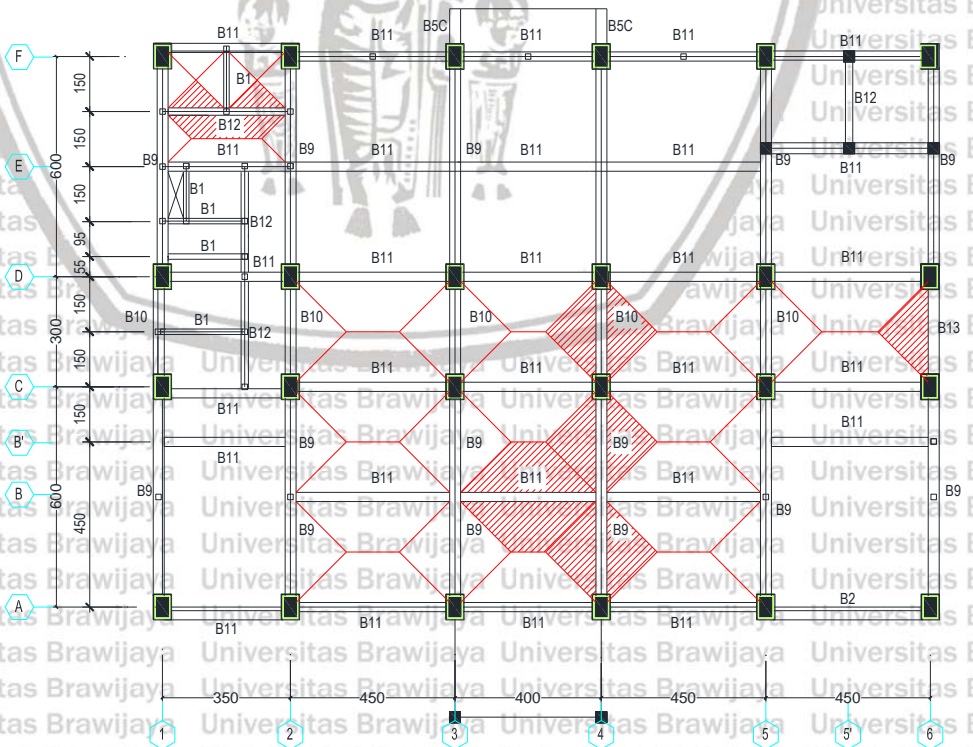 B5C B5C
B11 B11 B11 B11 B11
F
B1
B12
150
B12
B11 B11 B11 B11 B11
B9 B9 B9 B9 B9
E
150
600
B1
B1 B12
150
B1
95
B11 B11 B11 B11 B11
D
55
B10 B1 B12 B10 B10 B10 B10 B13
150
300
150
B11 B11 B11 B11
C
B11 B11
150
B'
B11 B9 B9 B9
B11 B11 B11
B9 B9
B
600
450
B9 B9 B9 B9
A
B2
B11 B11 B11 B11
350 450 400 450 450
1 2 3 4 5 5' 6
Universitas Brawijaya